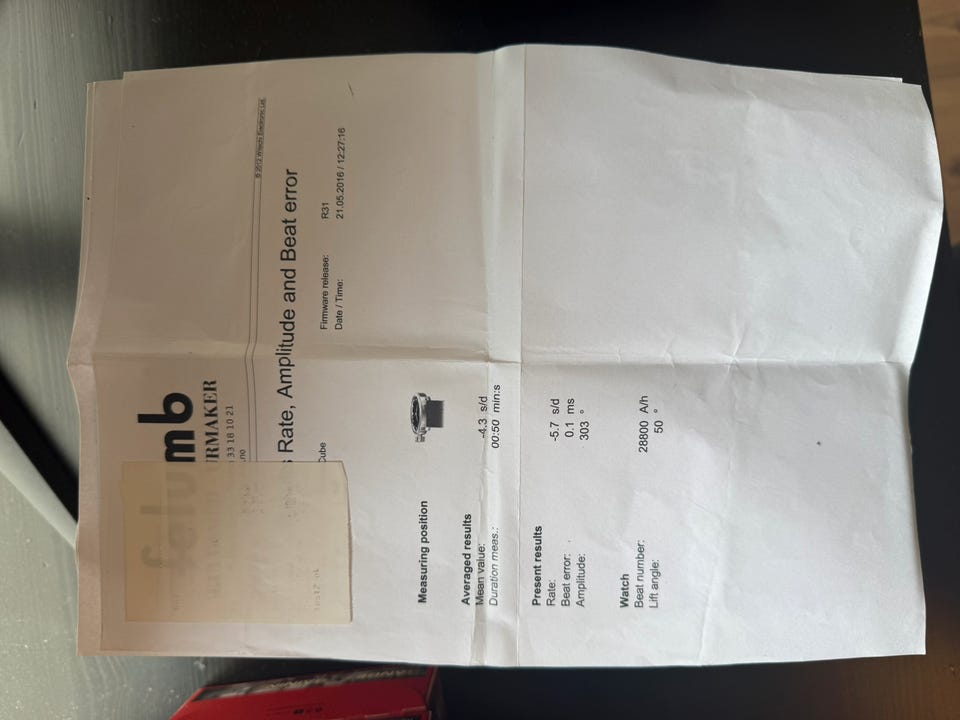 mb
URMAKER
33 18 10 21
.no
© 2012 Witschi Electronic Ltd.
Rate, Amplitude and Beat error
Cube
Firmware release: R31
Date / Time: 21.05.2016 / 12:27:16
Measuring position
Averaged results
Mean value: -4.3 s/d
Duration meas.: 00:50 min:s
Present results
Rate: -5.7 s/d
Beat error: 0.1 ms
Amplitude: 303 °
Watch
Beat number: 28800 A/h
Lift angle: 50 °